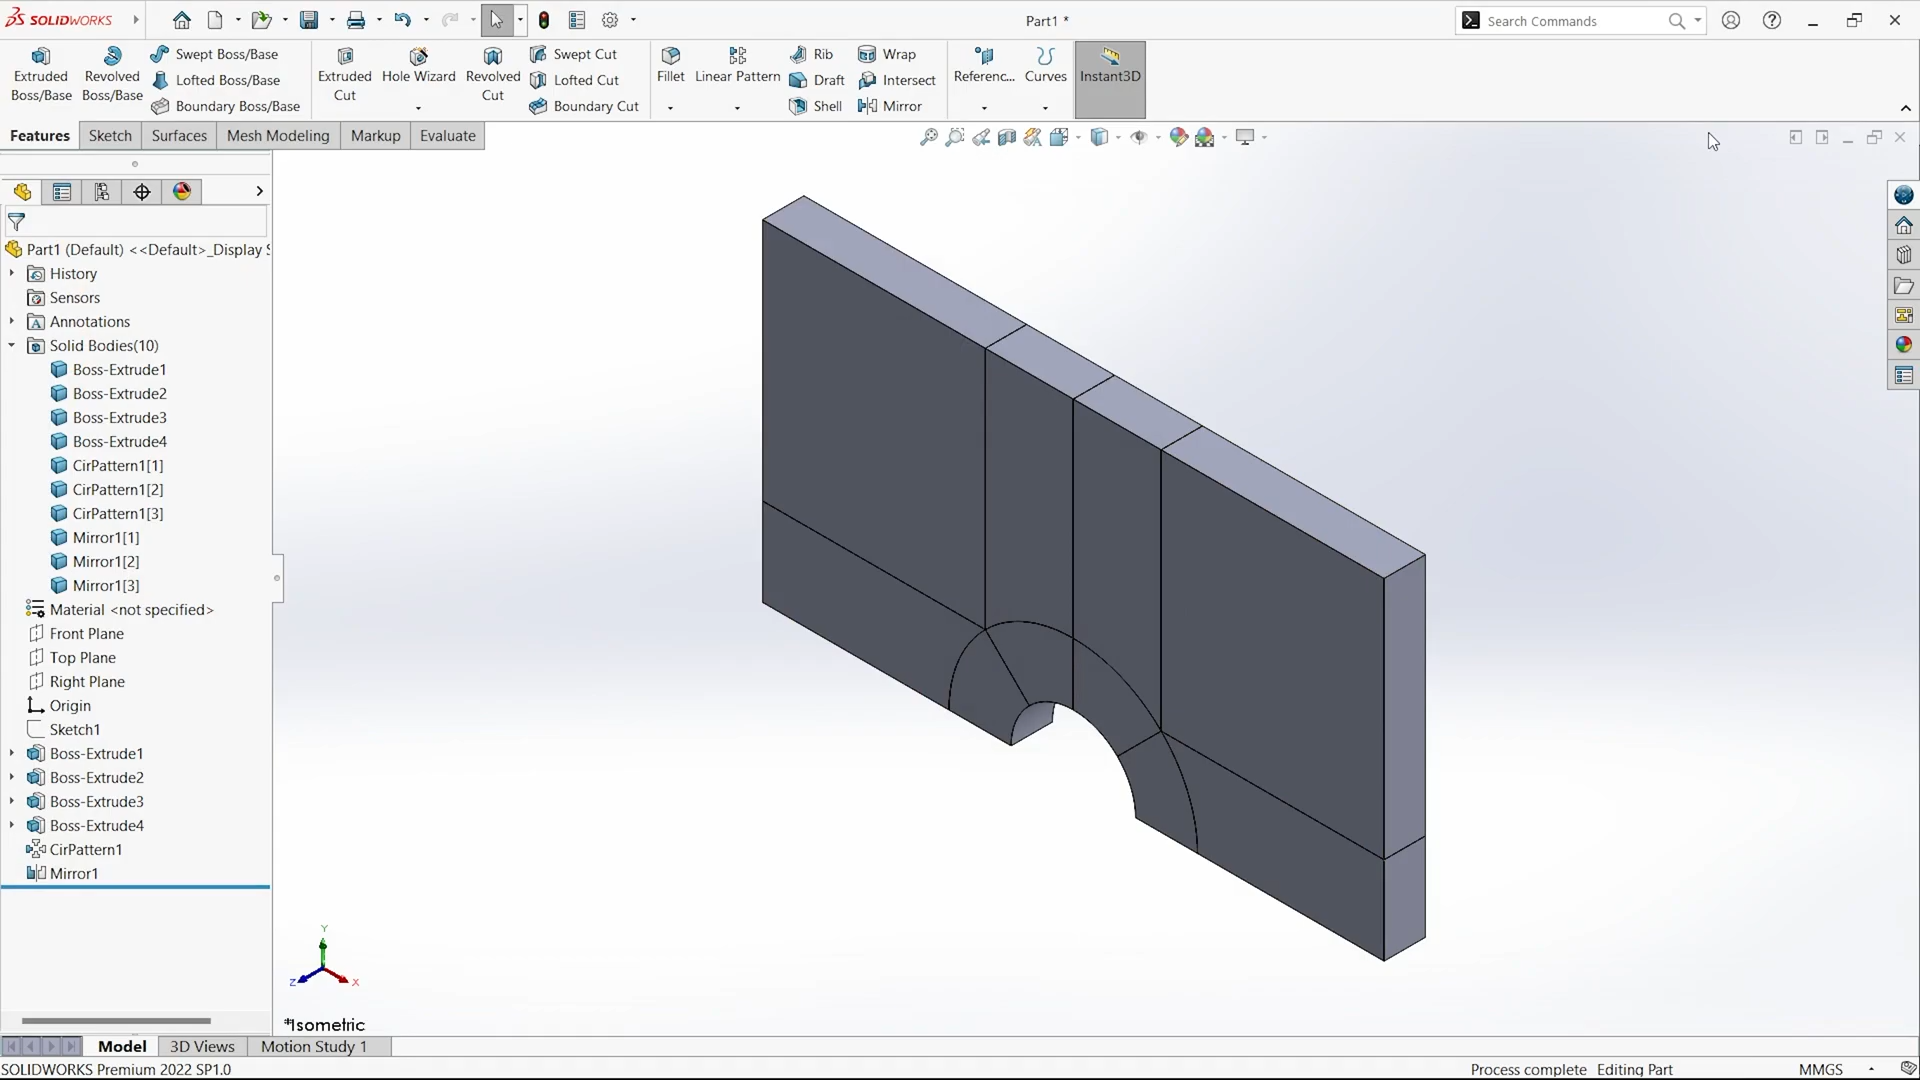 SOLIDWORKS
Part1 *
Search Commands
Extruded Boss/Base
Revolved Boss/Base
Swept Boss/Base
Lofted Boss/Base
Boundary Boss/Base
Extruded Cut
Hole Wizard
Revolved Cut
Swept Cut
Lofted Cut
Boundary Cut
Fillet
Linear Pattern
Rib
Draft
Shell
Wrap
Intersect
Mirror
Referenc...
Curves
Instant3D
Features
Sketch
Surfaces
Mesh Modeling
Markup
Evaluate
Part1 (Default) <<Default>_Display S
History
Sensors
Annotations
Solid Bodies(10)
Boss-Extrude1
Boss-Extrude2
Boss-Extrude3
Boss-Extrude4
CirPattern1[1]
CirPattern1[2]
CirPattern1[3]
Mirror1[1]
Mirror1[2]
Mirror1[3]
Material <not specified>
Front Plane
Top Plane
Right Plane
Origin
Sketch1
Boss-Extrude1
Boss-Extrude2
Boss-Extrude3
Boss-Extrude4
CirPattern1
Mirror1
Y
Z
X
*Isometric
Model
3D Views
Motion Study 1
SOLIDWORKS Premium 2022 SP1.0
Process complete
Editing Part
MMGS